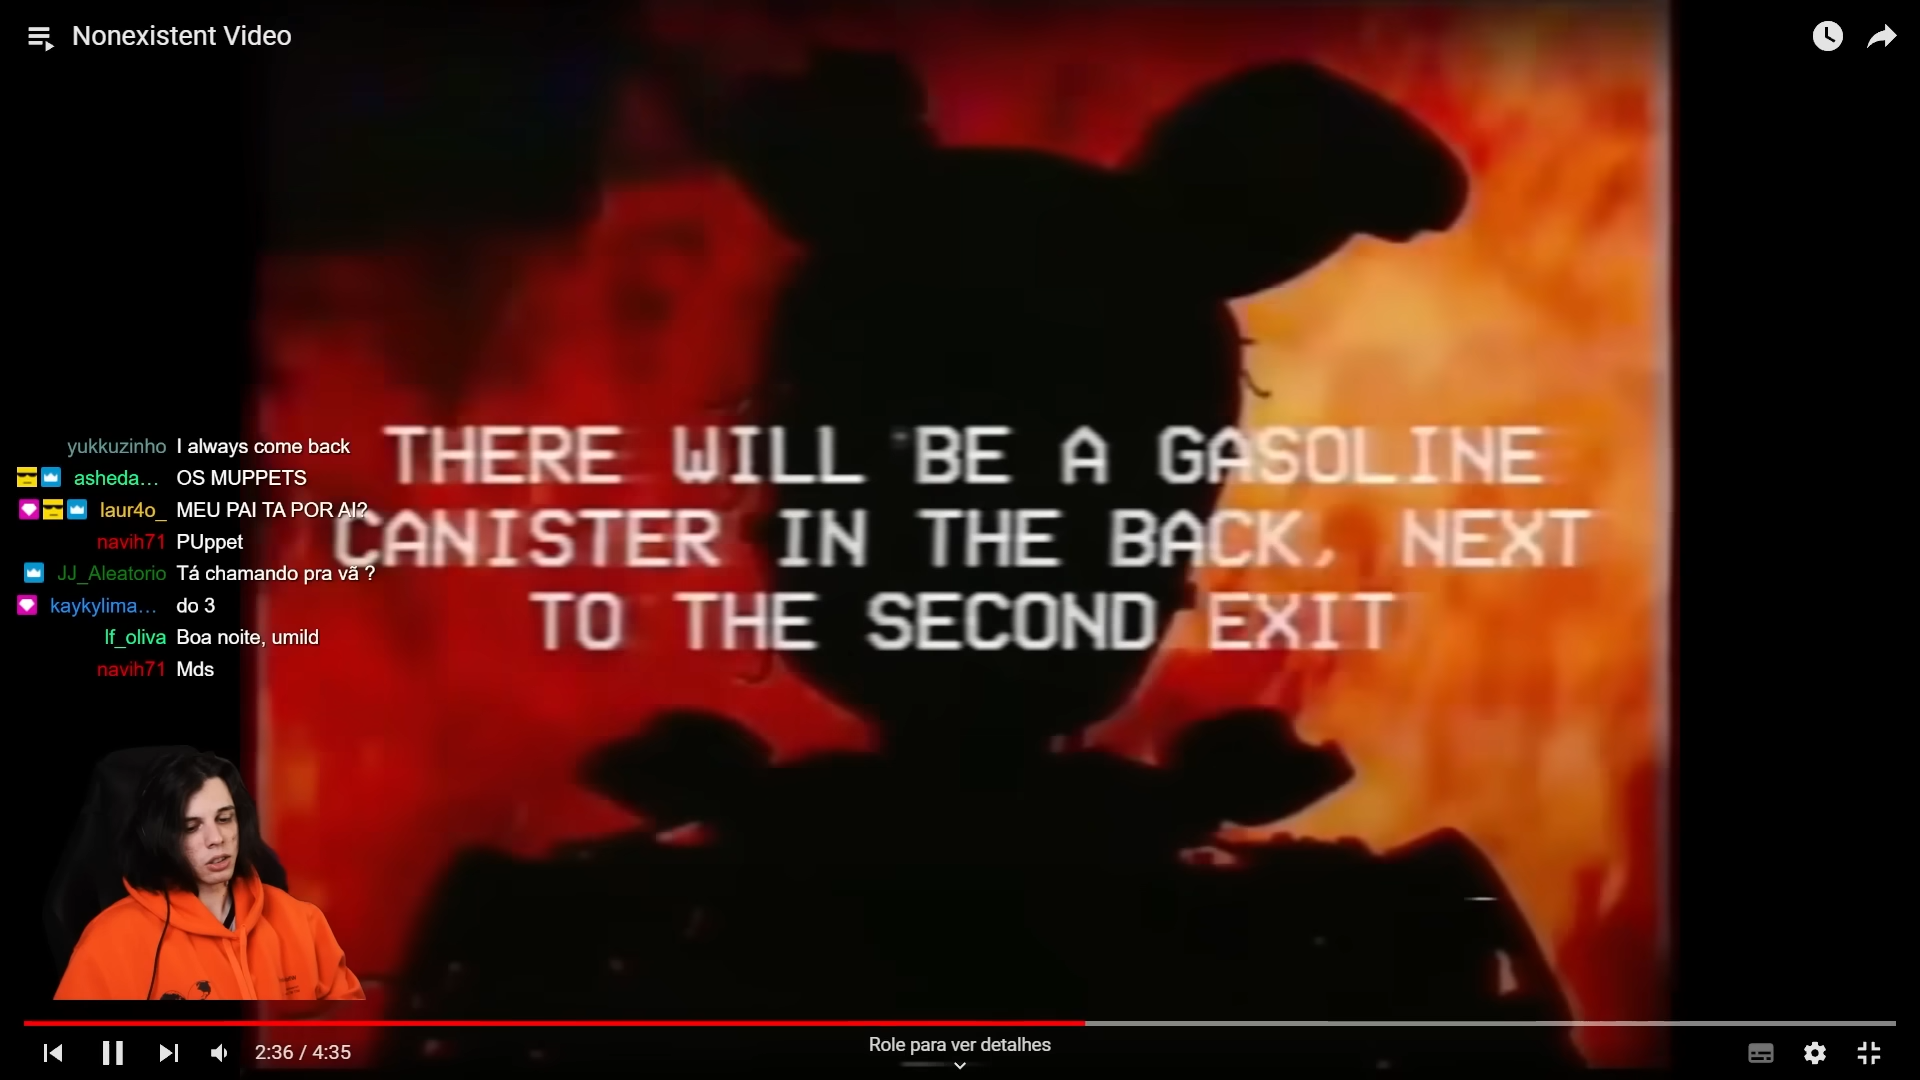 Nonexistent Video
THERE WILL BE A GASOLINE
CANISTER IN THE BACK, NEXT
TO THE SECOND EXIT
yukkuzinho I always come back
asheda... OS MUPPETS
laur4o_ MEU PAI TA POR AI?
navih71 PUppet
JJ_Aleatorio Tá chamando pra vã ?
kaykylima... do 3
lf_oliva Boa noite, umild
navih71 Mds
2:36 / 4:35
Role para ver detalhes